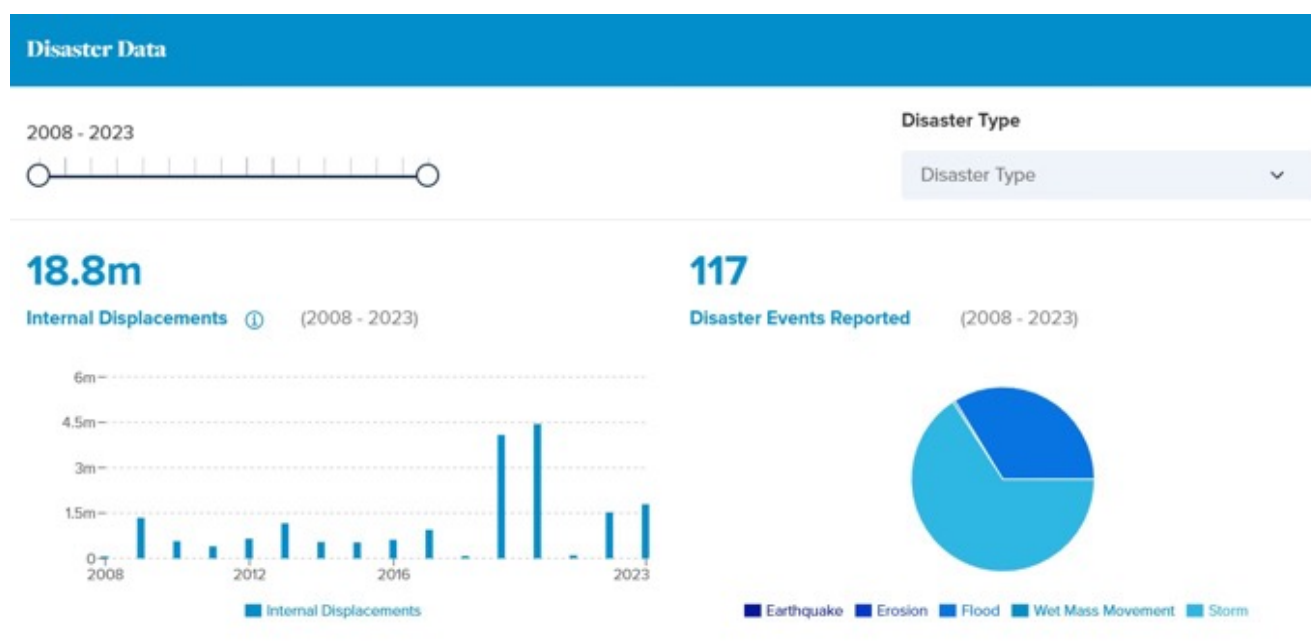 Disaster Data
2008 - 2023
Disaster Type
Disaster Type
18.8m
Internal Displacements ⓘ (2008 - 2023)
6m
4.5m
3m
1.5m
0
2008 2012 2016 2023
Internal Displacements
117
Disaster Events Reported (2008 - 2023)
Earthquake Erosion Flood Wet Mass Movement Storm